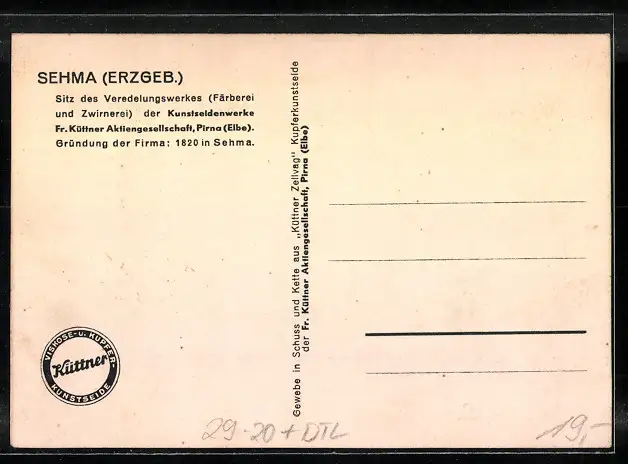 SEHMA (ERZGEB.)
Sitz des Veredelungswerkes (Färberei
und Zwirnerei) der Kunstseidenwerke
Fr. Küttner Aktiengesellschaft, Pirna (Elbe).
Gründung der Firma: 1820 in Sehma.
Gewebe in Schuss und Kette aus „Küttner Zellvag" Kupferkunstseide
der Fr. Küttner Aktiengesellschaft, Pirna (Elbe)
VISKOSE- U. KUPFER-
Küttner
KUNSTSEIDE
29-20 + DTL
19,-